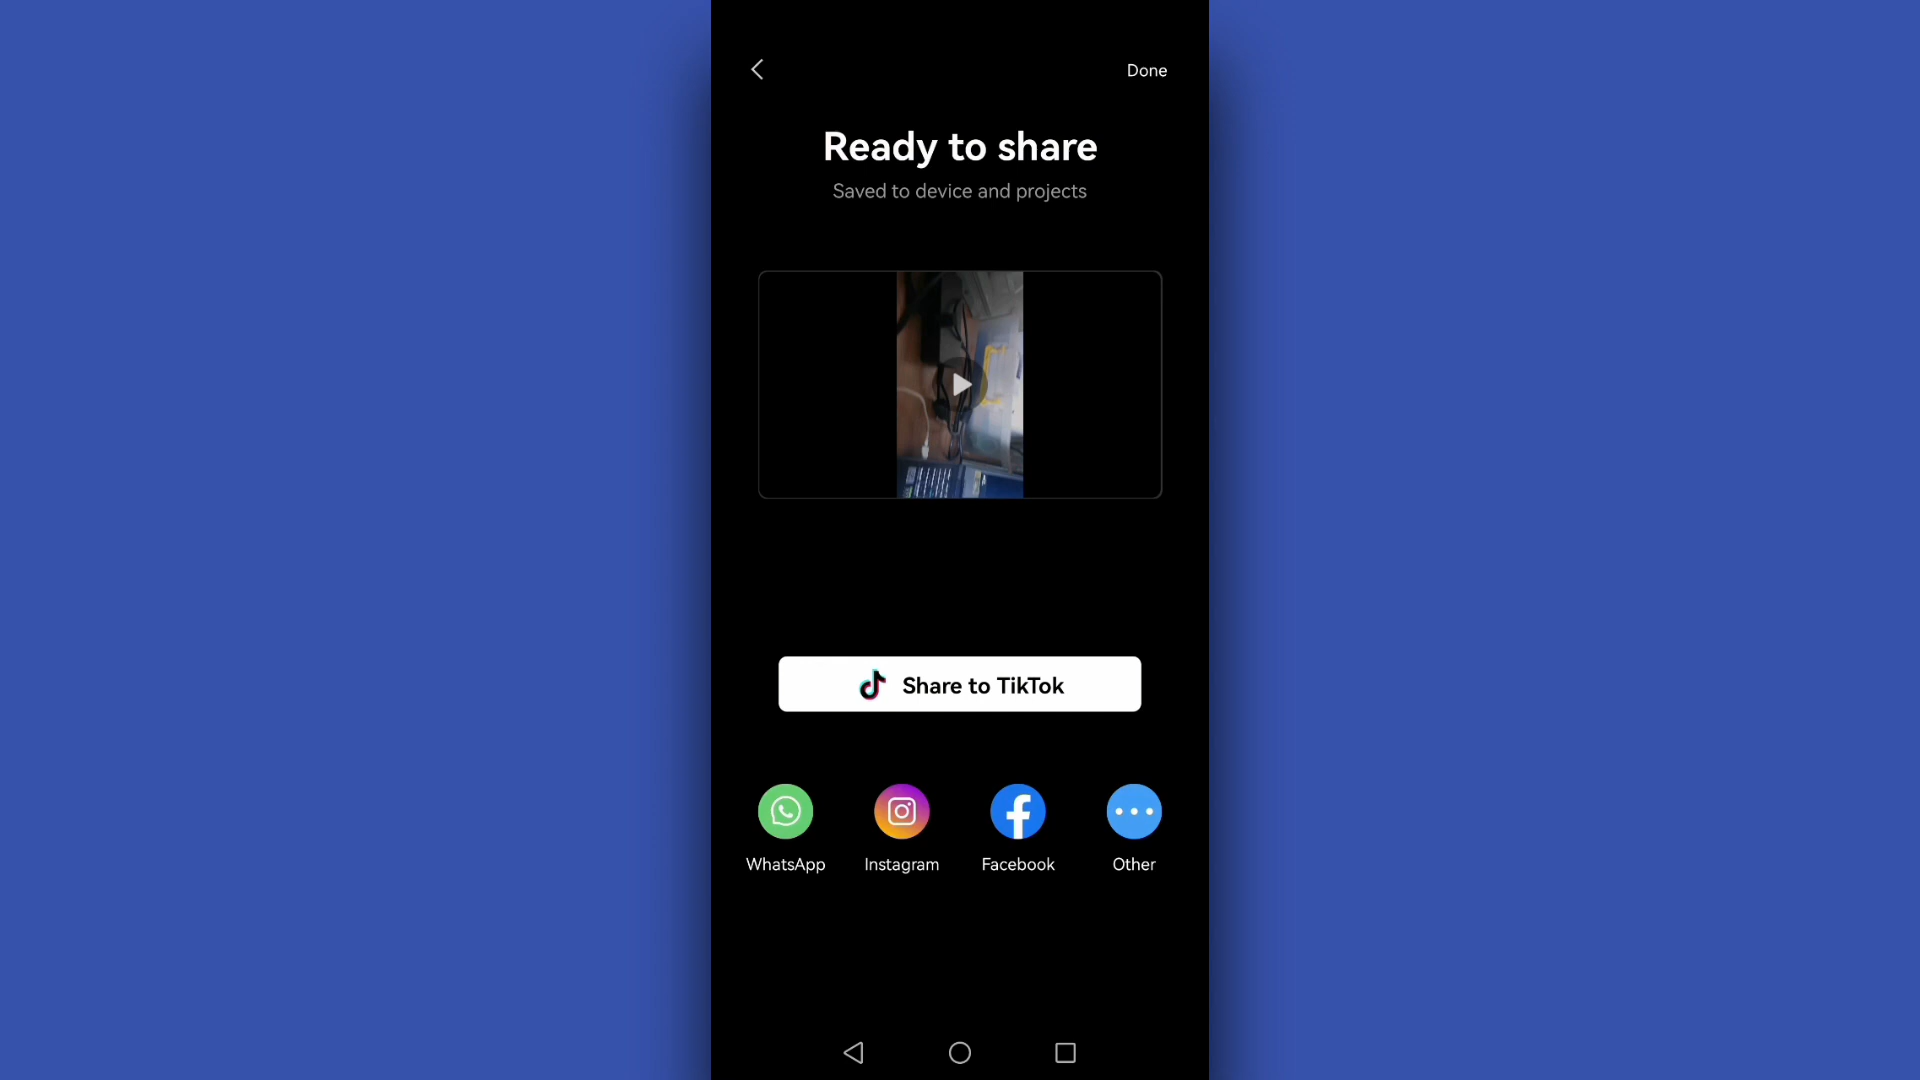 Done
Ready to share
Saved to device and projects
Share to TikTok
WhatsApp
Instagram
Facebook
Other